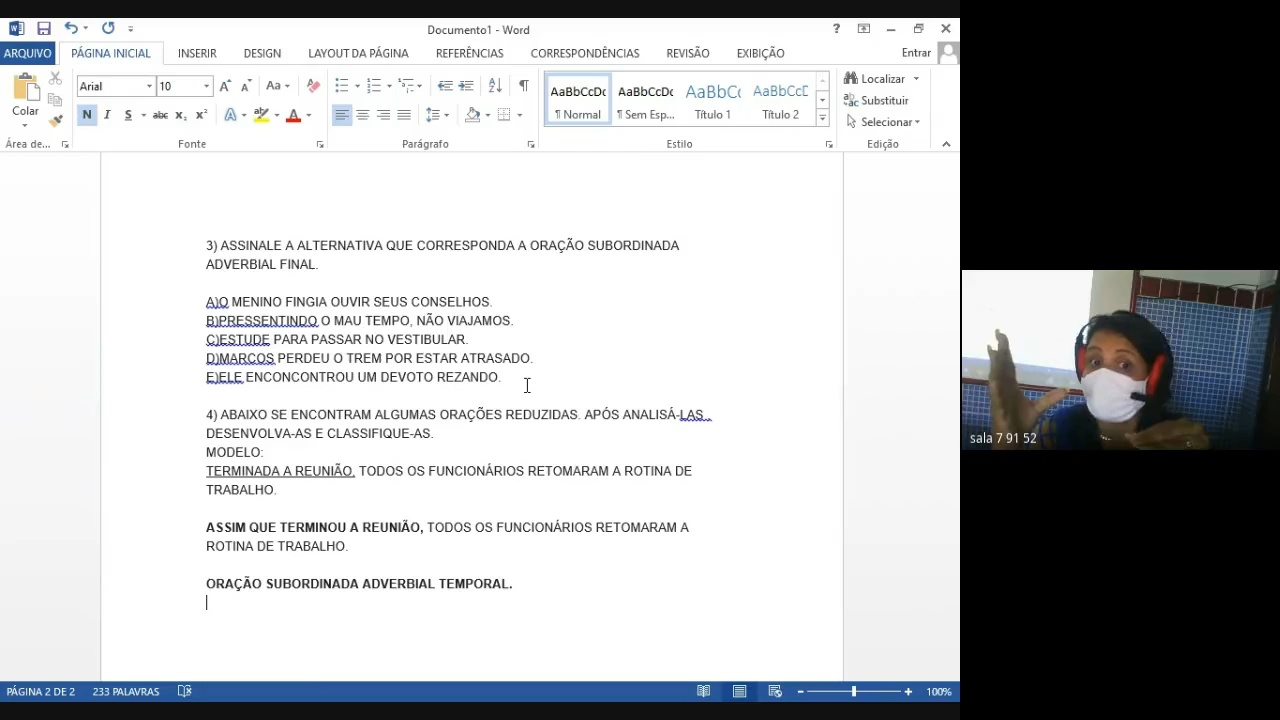 Documento1 - Word
ARQUIVO PÁGINA INICIAL INSERIR DESIGN LAYOUT DA PÁGINA REFERÊNCIAS CORRESPONDÊNCIAS REVISÃO EXIBIÇÃO Entrar
Arial 10 Aa AaBbCcDc AaBbCcDc AaBbC( AaBbCcD Localizar
Colar N I S abc x₂ x² A A ¶ Normal ¶ Sem Esp... Título 1 Título 2 Substituir
Selecionar
Área de... Fonte Parágrafo Estilo Edição
3) ASSINALE A ALTERNATIVA QUE CORRESPONDA A ORAÇÃO SUBORDINADA
ADVERBIAL FINAL.
A)O MENINO FINGIA OUVIR SEUS CONSELHOS.
B)PRESSENTINDO O MAU TEMPO, NÃO VIAJAMOS.
C)ESTUDE PARA PASSAR NO VESTIBULAR.
D)MARCOS PERDEU O TREM POR ESTAR ATRASADO.
E)ELE ENCONCONTROU UM DEVOTO REZANDO.
4) ABAIXO SE ENCONTRAM ALGUMAS ORAÇÕES REDUZIDAS. APÓS ANALISÁ-LAS ,
DESENVOLVA-AS E CLASSIFIQUE-AS.
MODELO:
TERMINADA A REUNIÃO, TODOS OS FUNCIONÁRIOS RETOMARAM A ROTINA DE
TRABALHO.
ASSIM QUE TERMINOU A REUNIÃO, TODOS OS FUNCIONÁRIOS RETOMARAM A
ROTINA DE TRABALHO.
ORAÇÃO SUBORDINADA ADVERBIAL TEMPORAL.
sala 7 91 52
PÁGINA 2 DE 2 233 PALAVRAS 100%